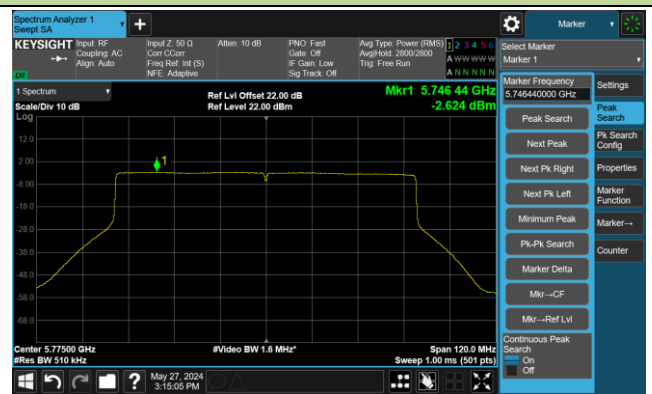 Spectrum Analyzer 1
Swept SA
Marker
KEYSIGHT
Input: RF
Coupling: AC
Align: Auto
Input Z: 50 Ω
Corr CCorr
Freq Ref: Int (S)
NFE: Adaptive
Atten: 10 dB
PNO: Fast
Gate: Off
IF Gain: Low
Sig Track: Off
Avg Type: Power (RMS)
Avg|Hold: 2800/2800
Trig: Free Run
1 2 3 4 5 6
A W W W W W
A N N N N N
LW
Select Marker
Marker 1
1 Spectrum
Scale/Div 10 dB
Log
Ref Lvl Offset 22.00 dB
Ref Level 22.00 dBm
Mkr1 5.746 44 GHz
-2.624 dBm
12.0
2.00
-8.00
-18.0
-28.0
-38.0
-48.0
-58.0
-68.0
1
Center 5.77500 GHz
#Res BW 510 kHz
#Video BW 1.6 MHz*
Span 120.0 MHz
Sweep 1.00 ms (501 pts)
Marker Frequency
5.746440000 GHz
Peak Search
Next Peak
Next Pk Right
Next Pk Left
Minimum Peak
Pk-Pk Search
Marker Delta
Mkr→CF
Mkr→Ref Lvl
Continuous Peak
Search
On
Off
Settings
Peak
Search
Pk Search
Config
Properties
Marker
Function
Marker→
Counter
?
May 27, 2024
3:15:05 PM